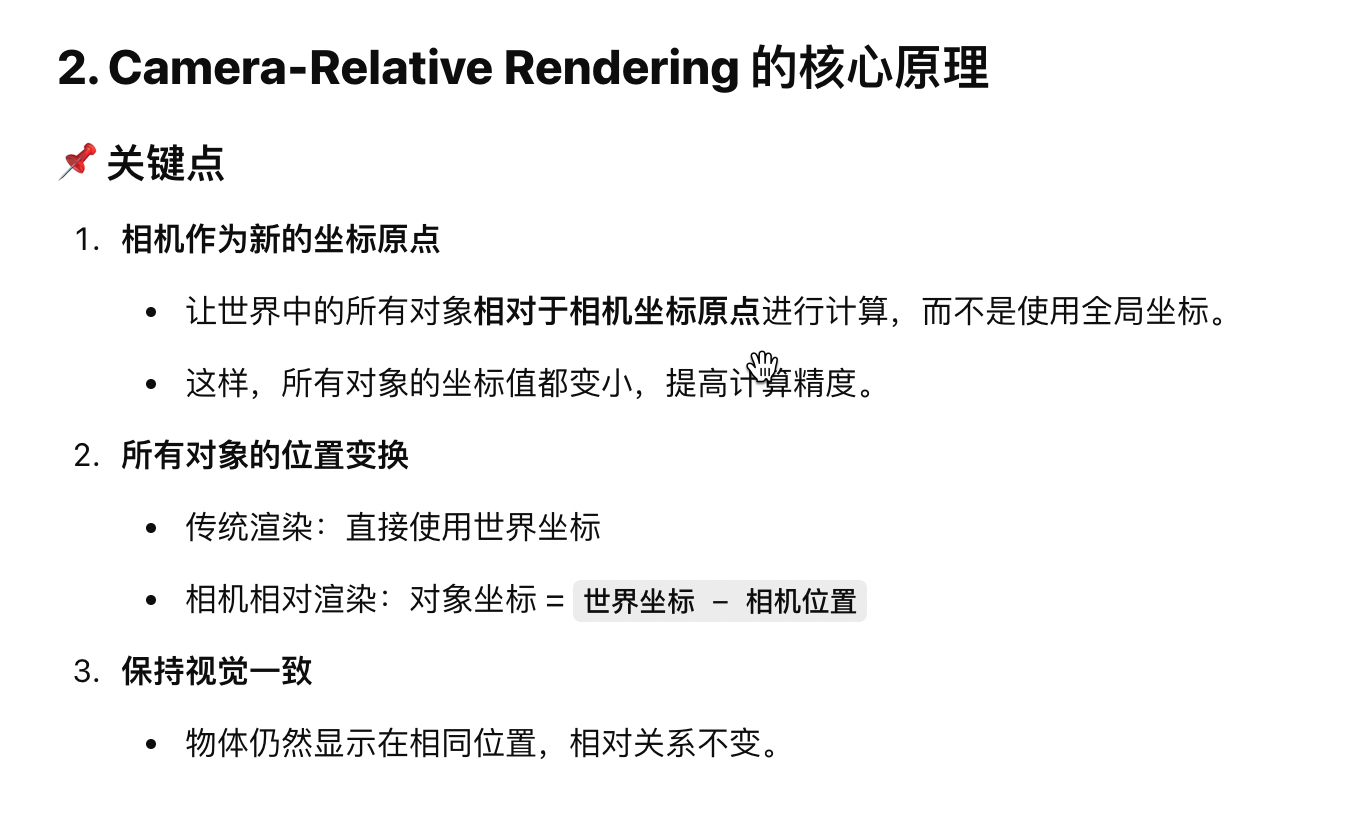 2. Camera-Relative Rendering 的核心原理
📌 关键点
1. 相机作为新的坐标原点
• 让世界中的所有对象相对于相机坐标原点进行计算，而不是使用全局坐标。
• 这样，所有对象的坐标值都变小，提高计算精度。
2. 所有对象的位置变换
• 传统渲染：直接使用世界坐标
• 相机相对渲染：对象坐标 = 世界坐标 - 相机位置
3. 保持视觉一致
• 物体仍然显示在相同位置，相对关系不变。